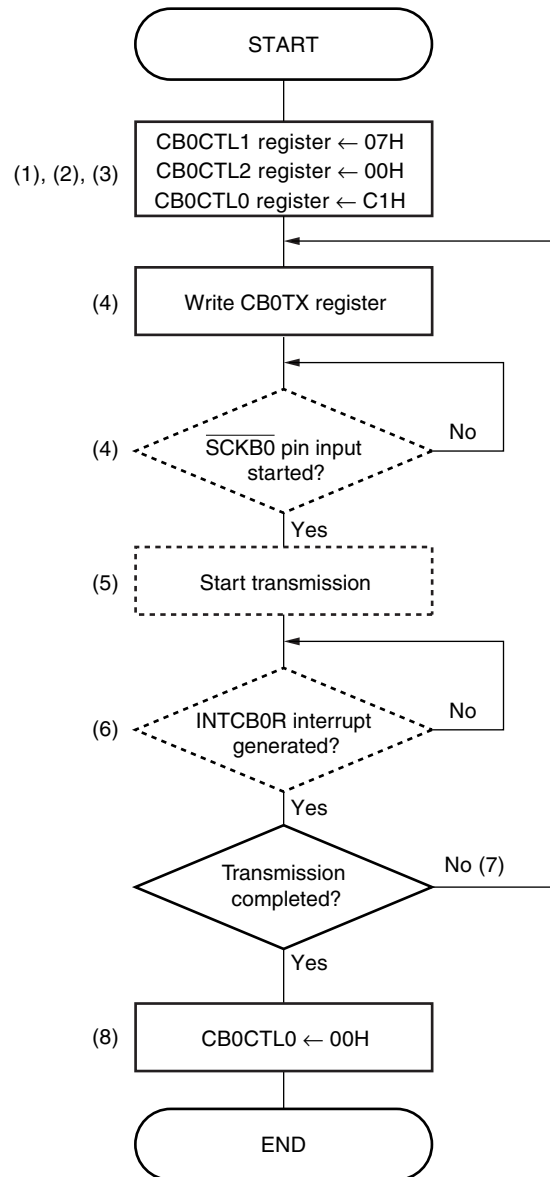 START
(1), (2), (3)
CB0CTL1 register ← 07H
CB0CTL2 register ← 00H
CB0CTL0 register ← C1H
(4)
Write CB0TX register
(4)
SCKB0 pin input
started?
No
Yes
(5)
Start transmission
(6)
INTCB0R interrupt
generated?
No
Yes
Transmission
completed?
No (7)
Yes
(8)
CB0CTL0 ← 00H
END